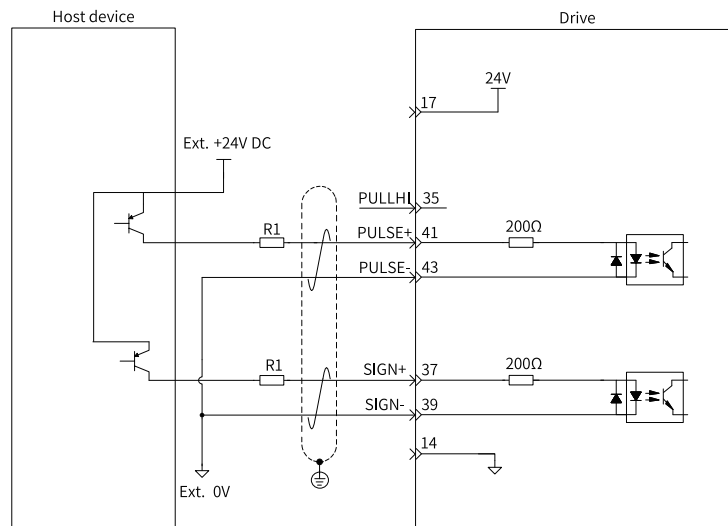 Host device
Drive
24V
17
Ext. +24V DC
PULLHI 35
R1 PULSE+ 41 200Ω
PULSE- 43
R1 SIGN+ 37 200Ω
SIGN- 39
14
Ext. 0V